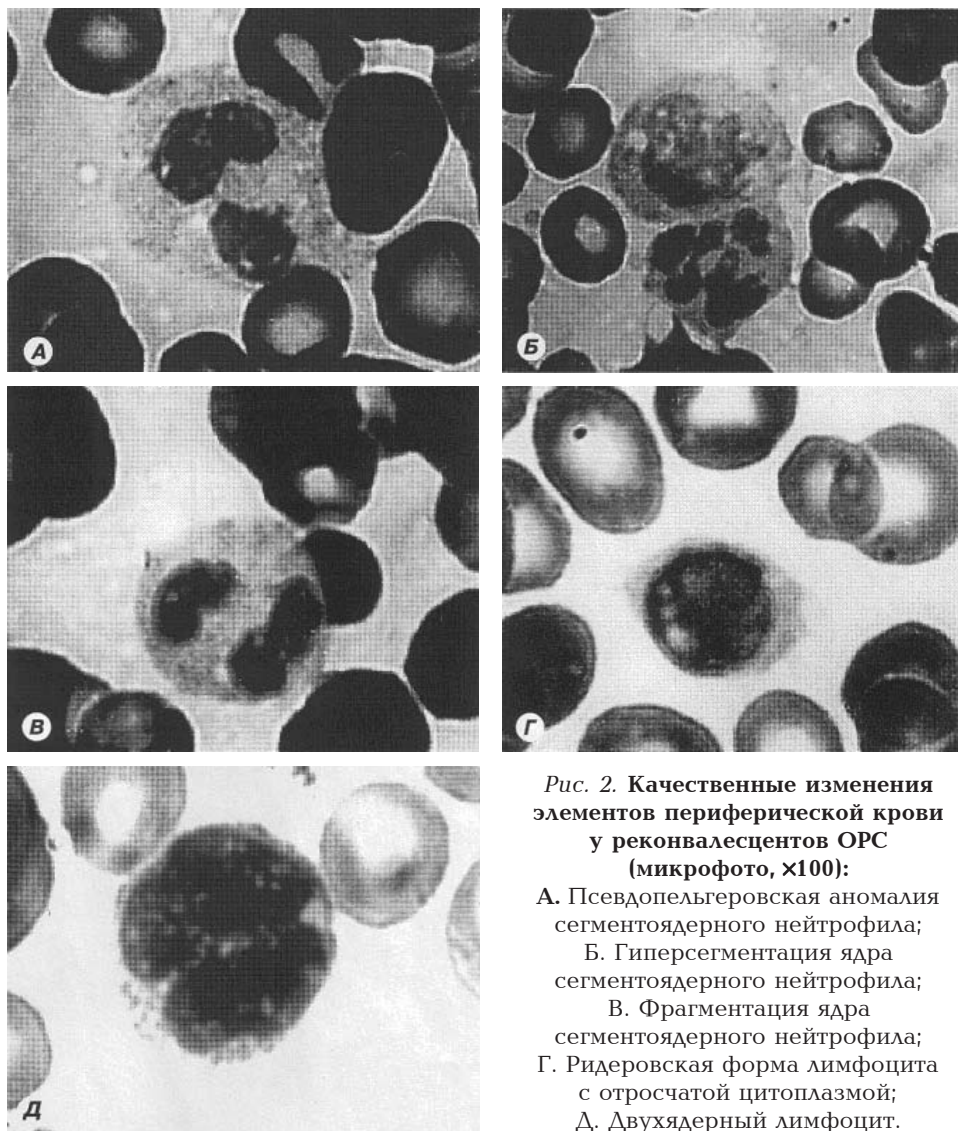 А
Б
В
Г
Д
Рис. 2. Качественные изменения
элементов периферической крови
у реконвалесцентов ОРС
(микрофото, ×100):
А. Псевдопельгеровская аномалия
сегментоядерного нейтрофила;
Б. Гиперсегментация ядра
сегментоядерного нейтрофила;
В. Фрагментация ядра
сегментоядерного нейтрофила;
Г. Ридеровская форма лимфоцита
с отросчатой цитоплазмой;
Д. Двухядерный лимфоцит.